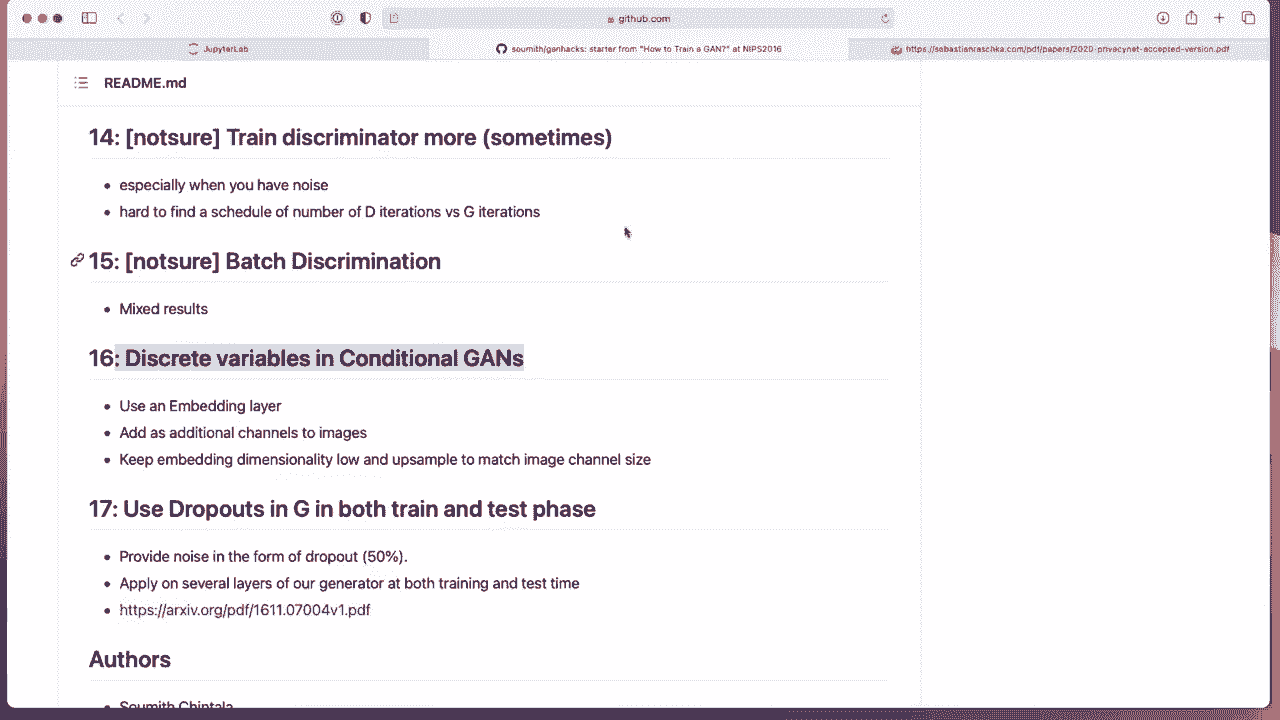 github.com
JupyterLab
soumith/ganhacks: starter from "How to Train a GAN?" at NIPS2016
https://sebastianraschka.com/pdf/papers/2020-privacynet-accepted-version.pdf
README.md
14: [notsure] Train discriminator more (sometimes)
especially when you have noise
hard to find a schedule of number of D iterations vs G iterations
15: [notsure] Batch Discrimination
Mixed results
16: Discrete variables in Conditional GANs
Use an Embedding layer
Add as additional channels to images
Keep embedding dimensionality low and upsample to match image channel size
17: Use Dropouts in G in both train and test phase
Provide noise in the form of dropout (50%).
Apply on several layers of our generator at both training and test time
https://arxiv.org/pdf/1611.07004v1.pdf
Authors
Soumith Chintala